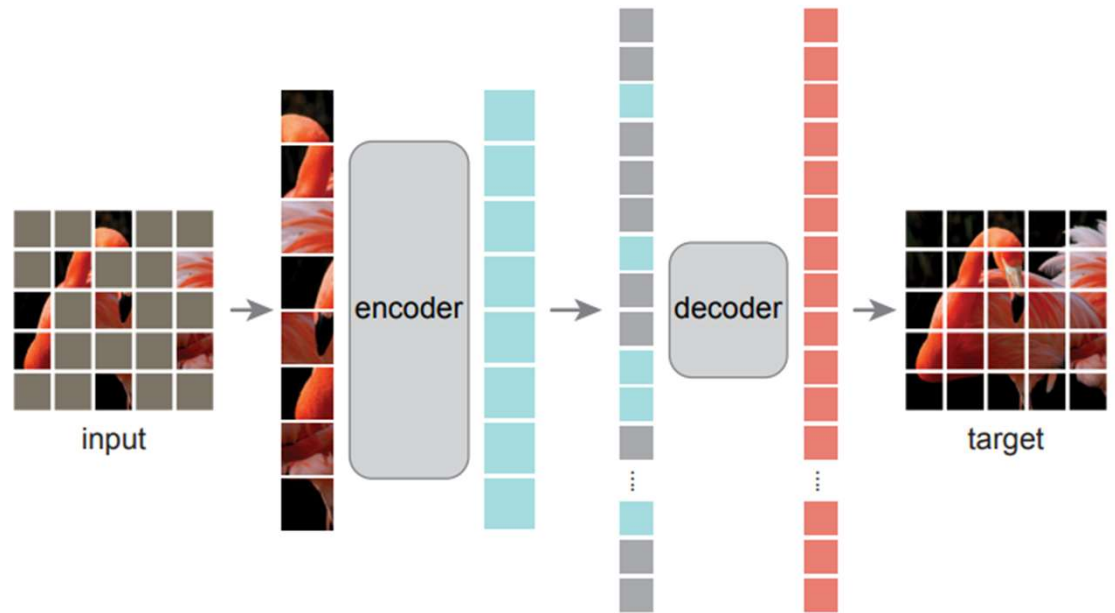 encoder
decoder
input
target